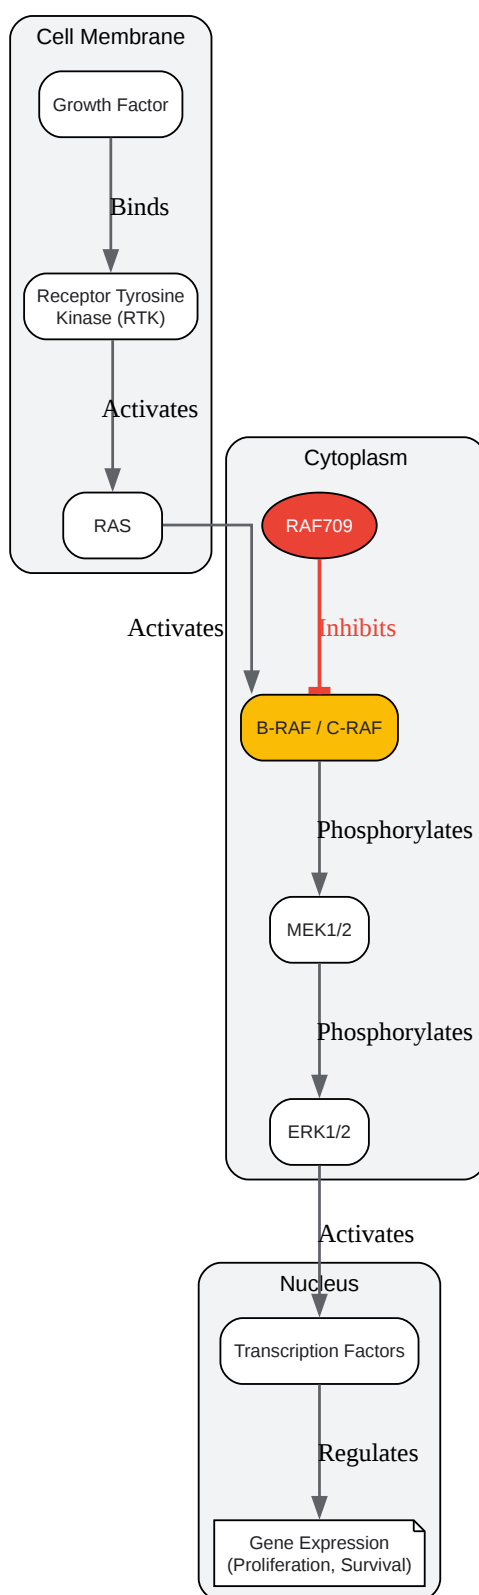 Cell Membrane
Growth Factor
Binds
Receptor Tyrosine
Kinase (RTK)
Activates
RAS
Cytoplasm
RAF709
Activates
Inhibits
B-RAF / C-RAF
Phosphorylates
MEK1/2
Phosphorylates
ERK1/2
Activates
Nucleus
Transcription Factors
Regulates
Gene Expression
(Proliferation, Survival)